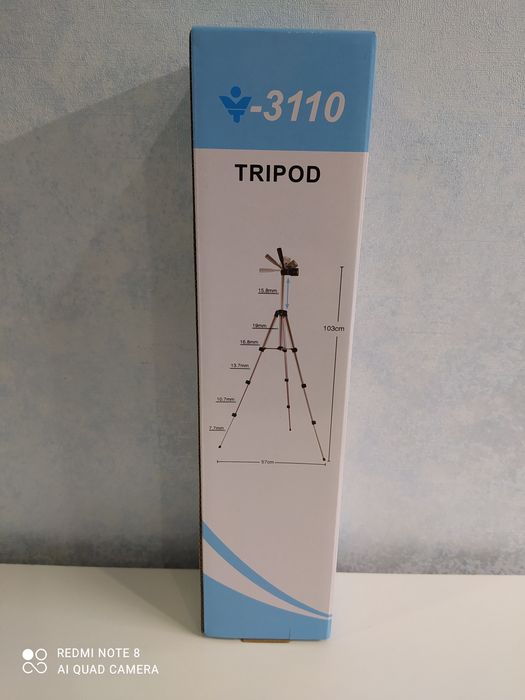 -3110
TRIPOD
15.8mm
103cm
19mm
16.8mm
13.7mm
10.7mm
7.7mm
97cm
REDMI NOTE 8
AI QUAD CAMERA